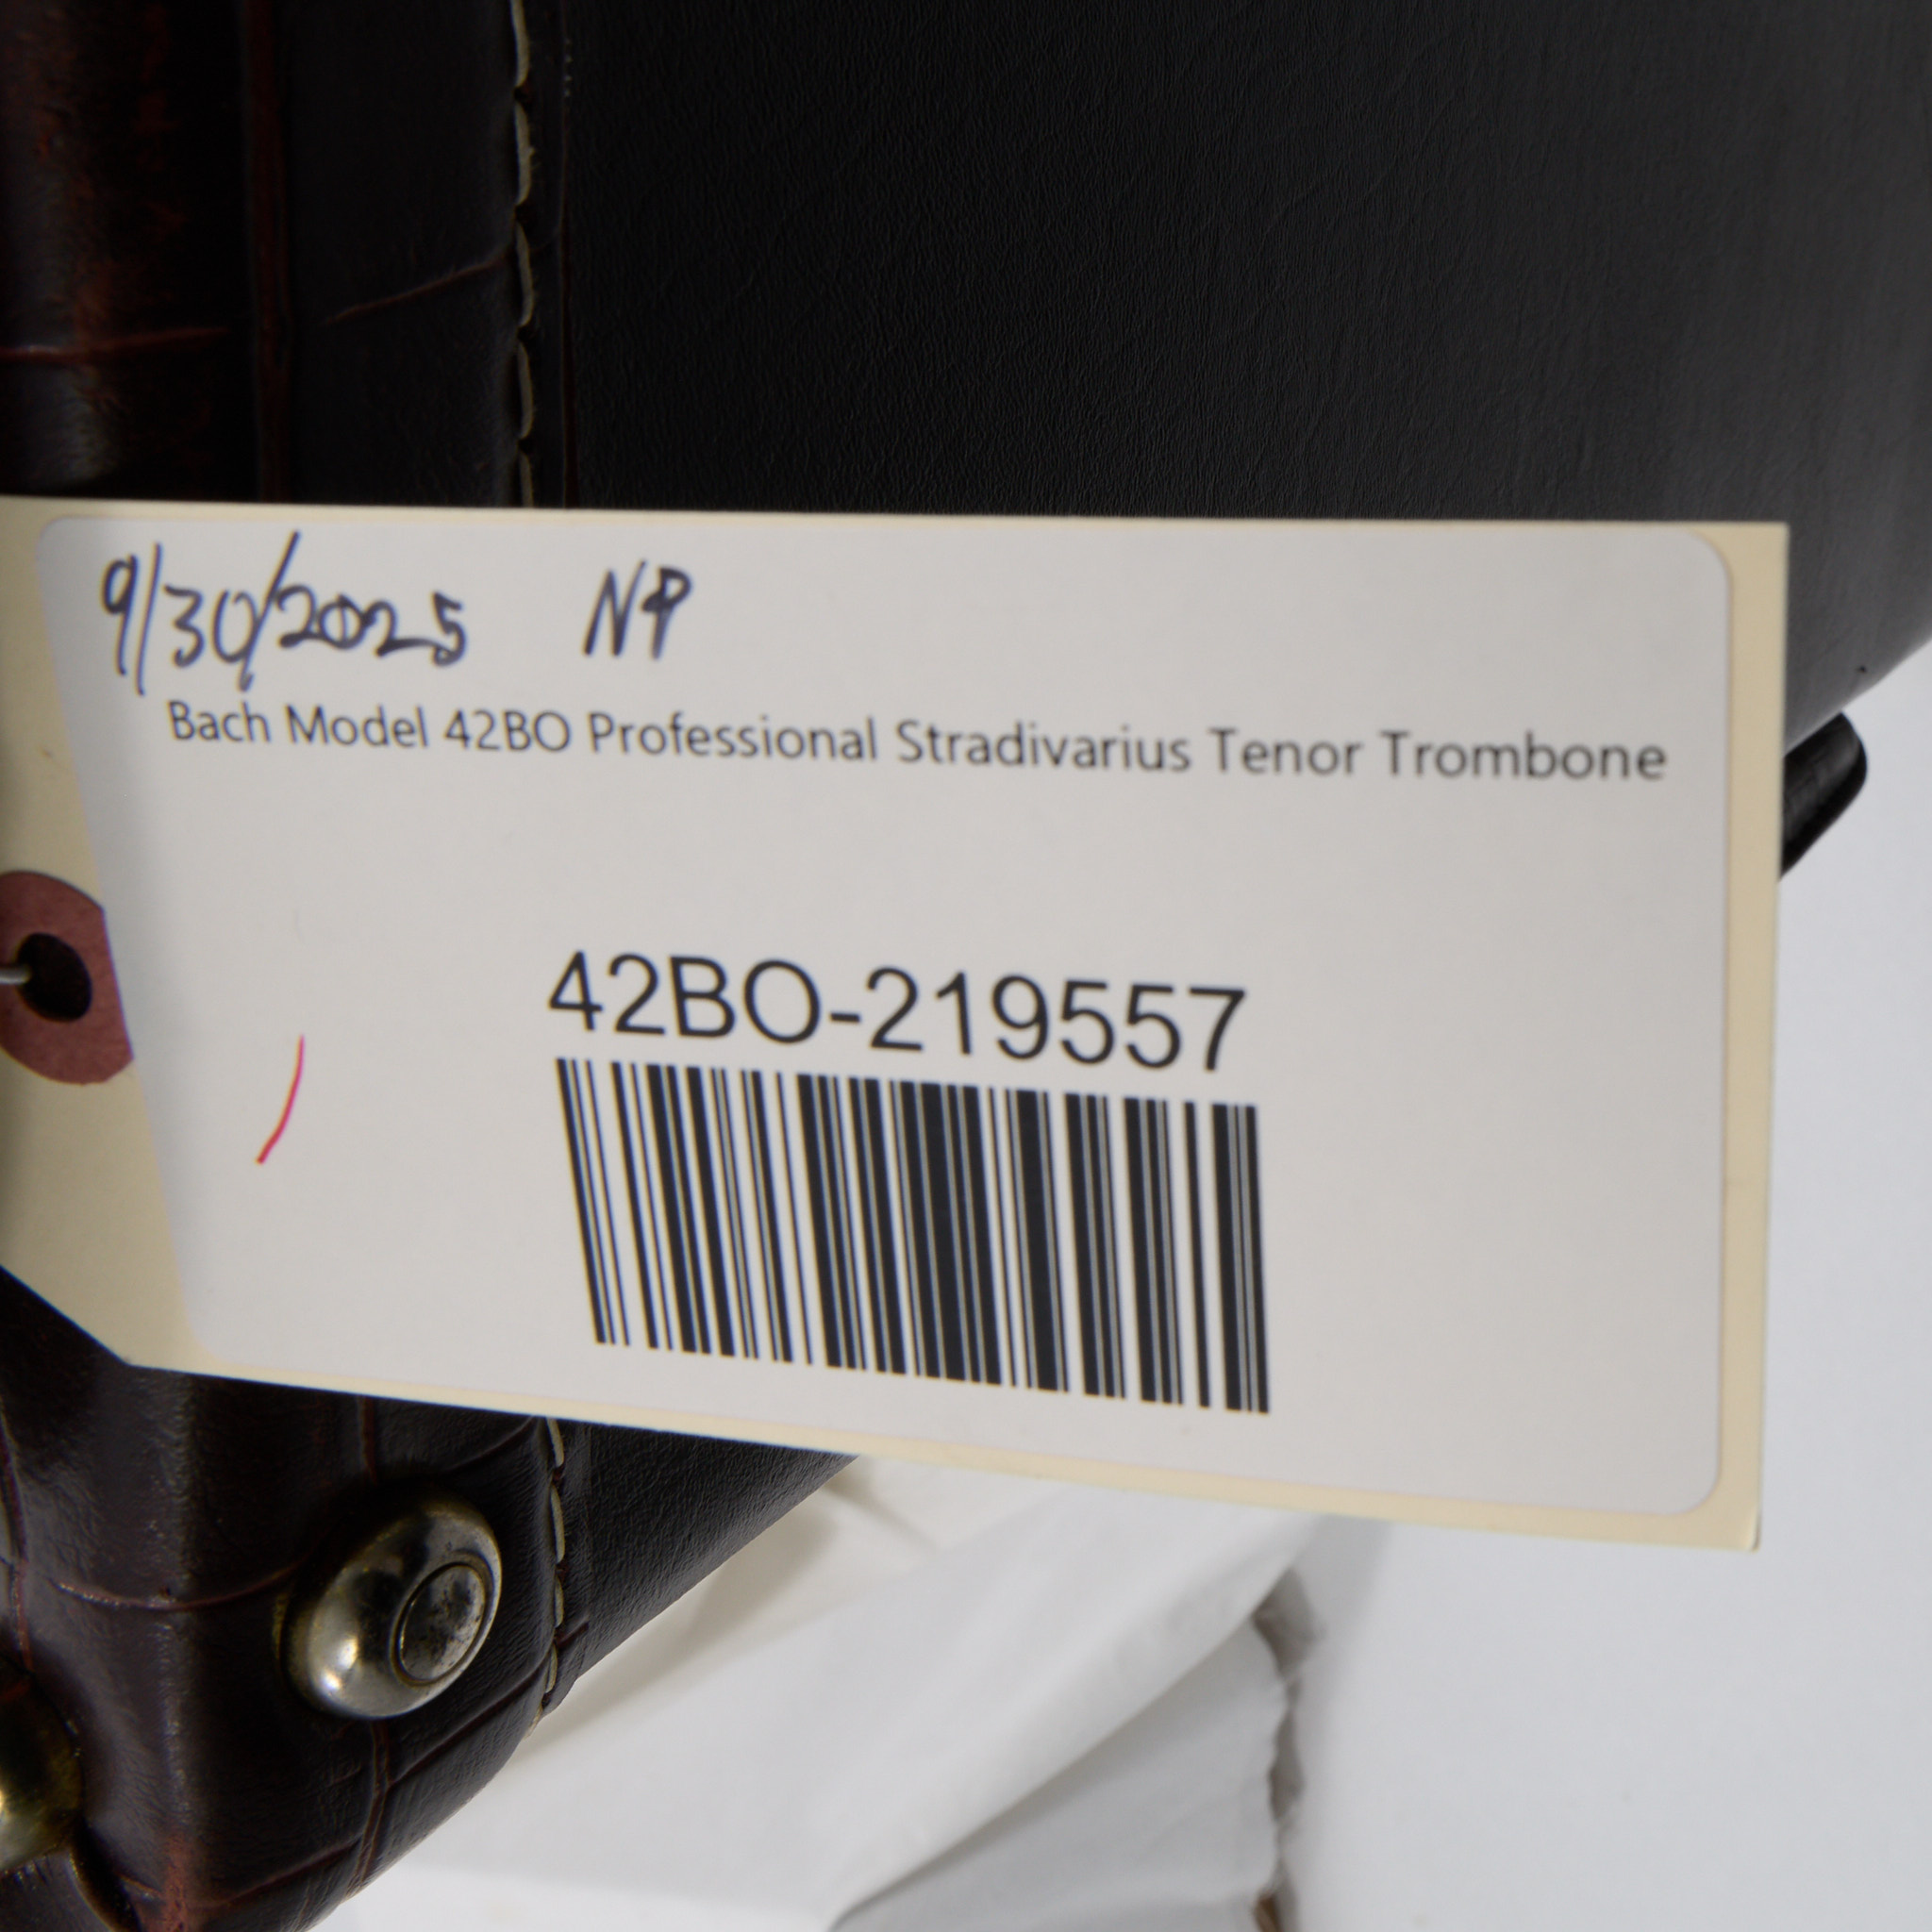 9/30/2025 NP
Bach Model 42BO Professional Stradivarius Tenor Trombone
42BO-219557